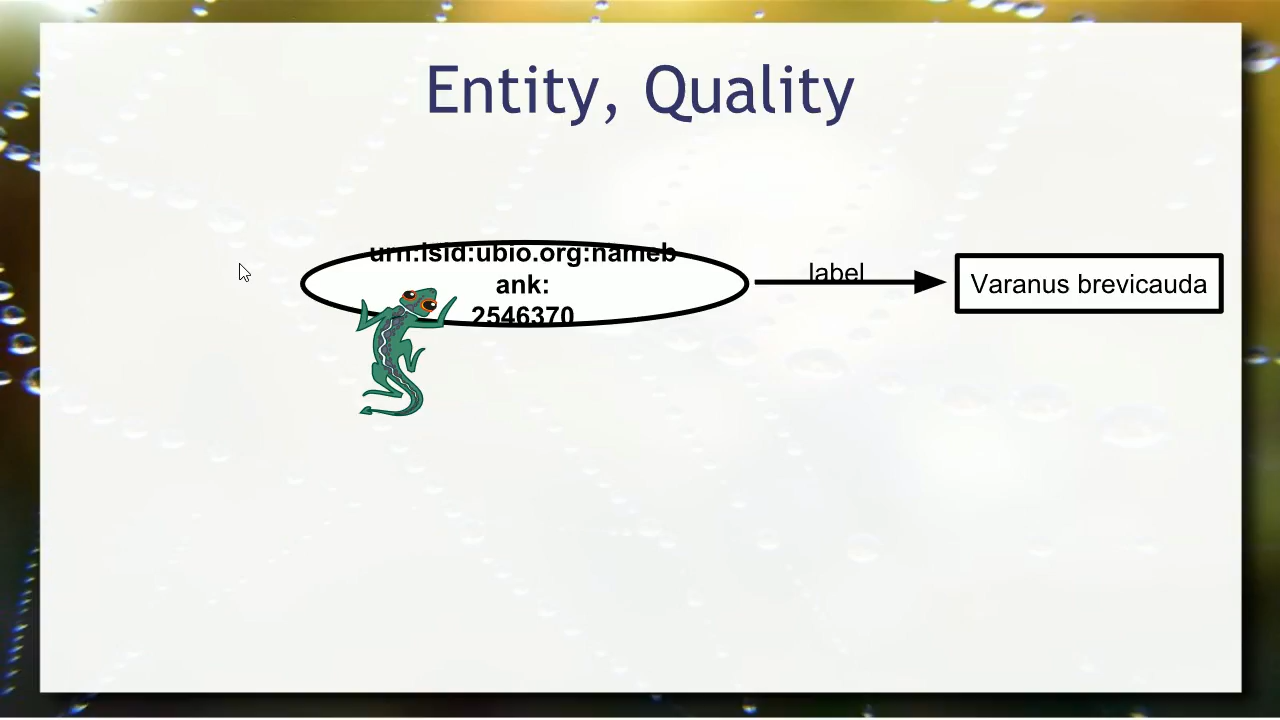 Entity, Quality
urn:lsid:ubio.org:nameb
ank:
2546370
label
Varanus brevicauda